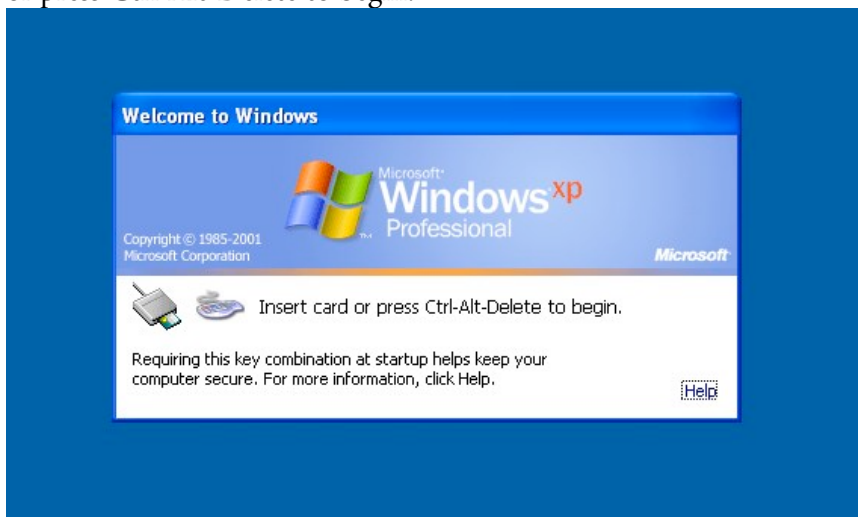 Welcome to Windows
Microsoft®
Windows xp
Professional
Copyright © 1985-2001
Microsoft Corporation
Microsoft
Insert card or press Ctrl-Alt-Delete to begin.
Requiring this key combination at startup helps keep your
computer secure. For more information, click Help.
Help